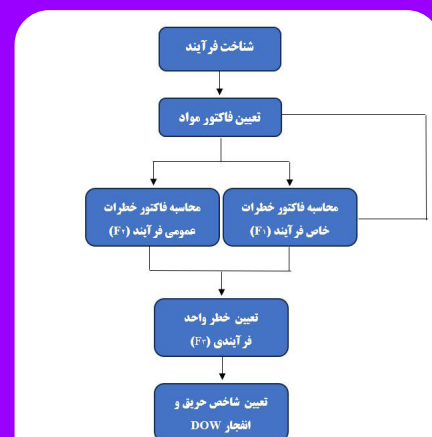 شناخت فرآیند
تعیین فاکتور مواد
محاسبه فاکتور خطرات
خاص فرآیند (F۱)
محاسبه فاکتور خطرات
عمومی فرآیند (F۲)
تعیین خطر واحد
فرآیندی (F۳)
تعیین شاخص حریق و
انفجار DOW